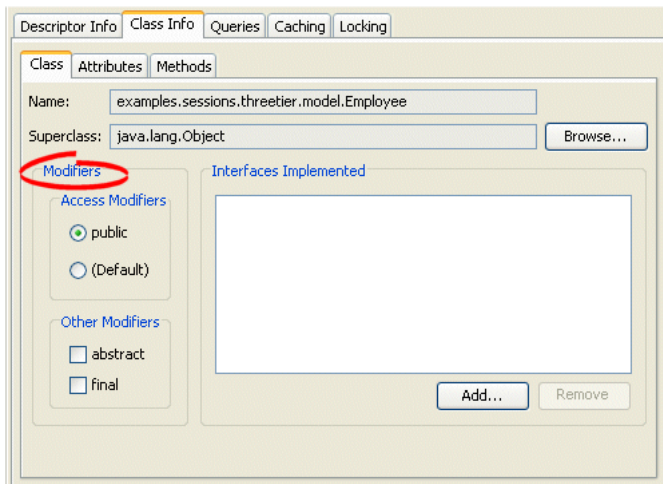 Descriptor Info Class Info Queries Caching Locking
Class Attributes Methods
Name: examples.sessions.threetier.model.Employee
Superclass: java.lang.Object Browse...
Modifiers Interfaces Implemented
Access Modifiers
public
(Default)
Other Modifiers
abstract
final
Add... Remove